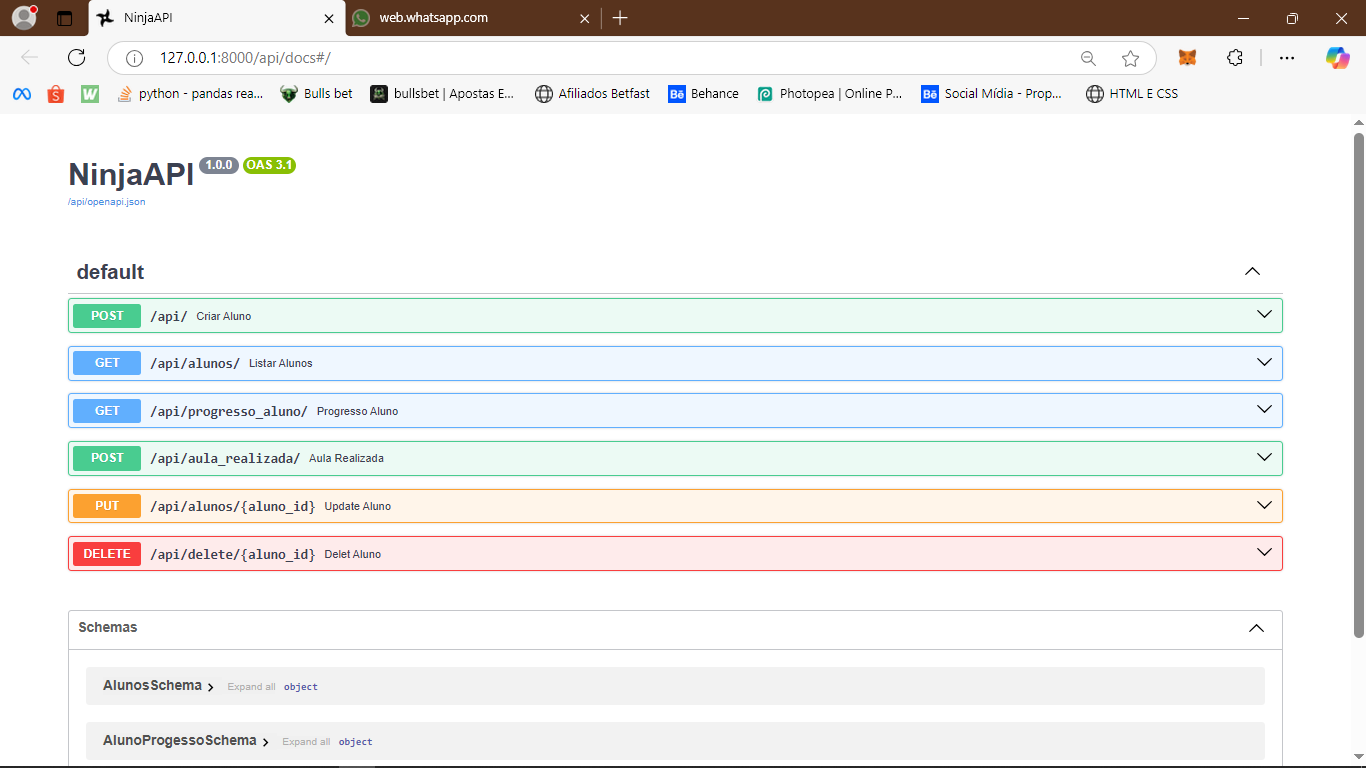 NinjaAPI
web.whatsapp.com
127.0.0.1:8000/api/docs#/
python - pandas rea...
Bulls bet
bullsbet | Apostas E...
Afiliados Betfast
Bē Behance
Photopea | Online P...
Bē Social Mídia - Prop...
HTML E CSS
NinjaAPI 1.0.0 OAS 3.1
/api/openapi.json
default
POST /api/ Criar Aluno
GET /api/alunos/ Listar Alunos
GET /api/progresso_aluno/ Progresso Aluno
POST /api/aula_realizada/ Aula Realizada
PUT /api/alunos/{aluno_id} Update Aluno
DELETE /api/delete/{aluno_id} Delet Aluno
Schemas
AlunosSchema Expand all object
AlunoProgessoSchema Expand all object